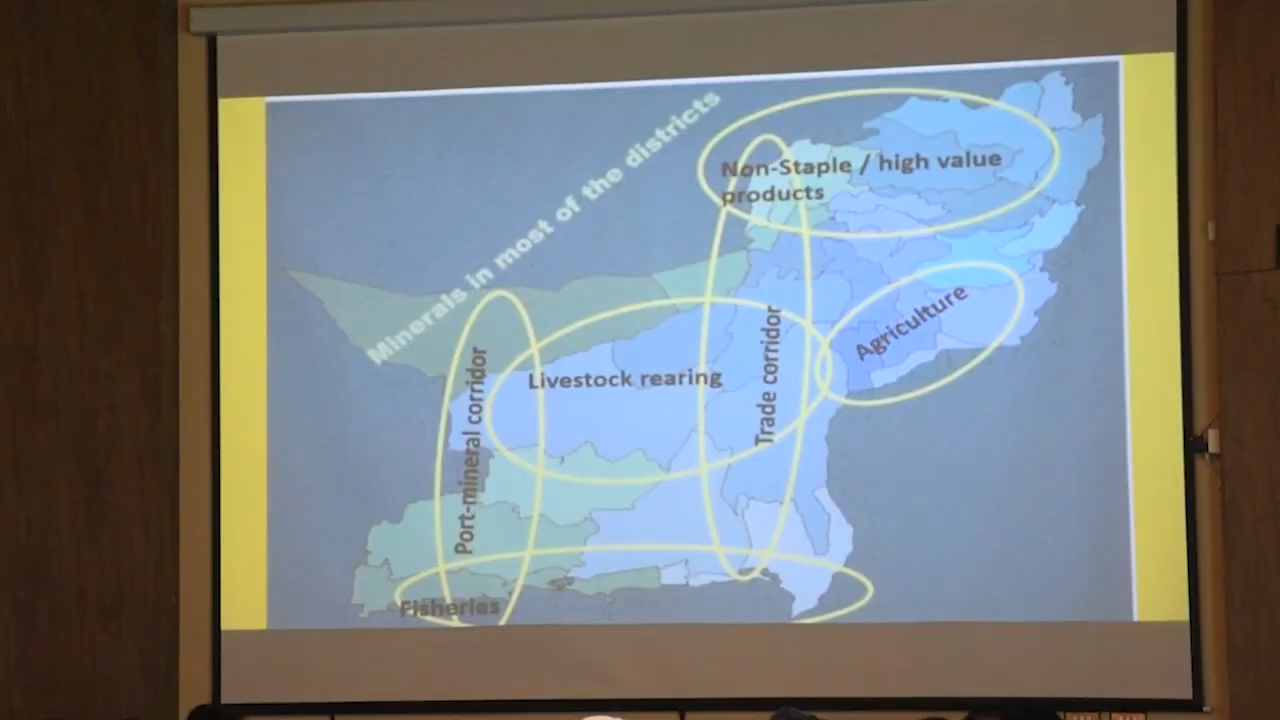 Minerals in most of the districts
Non-Staple / high value
products
Agriculture
Livestock rearing
Trade corridor
Port-mineral corridor
Fisheries